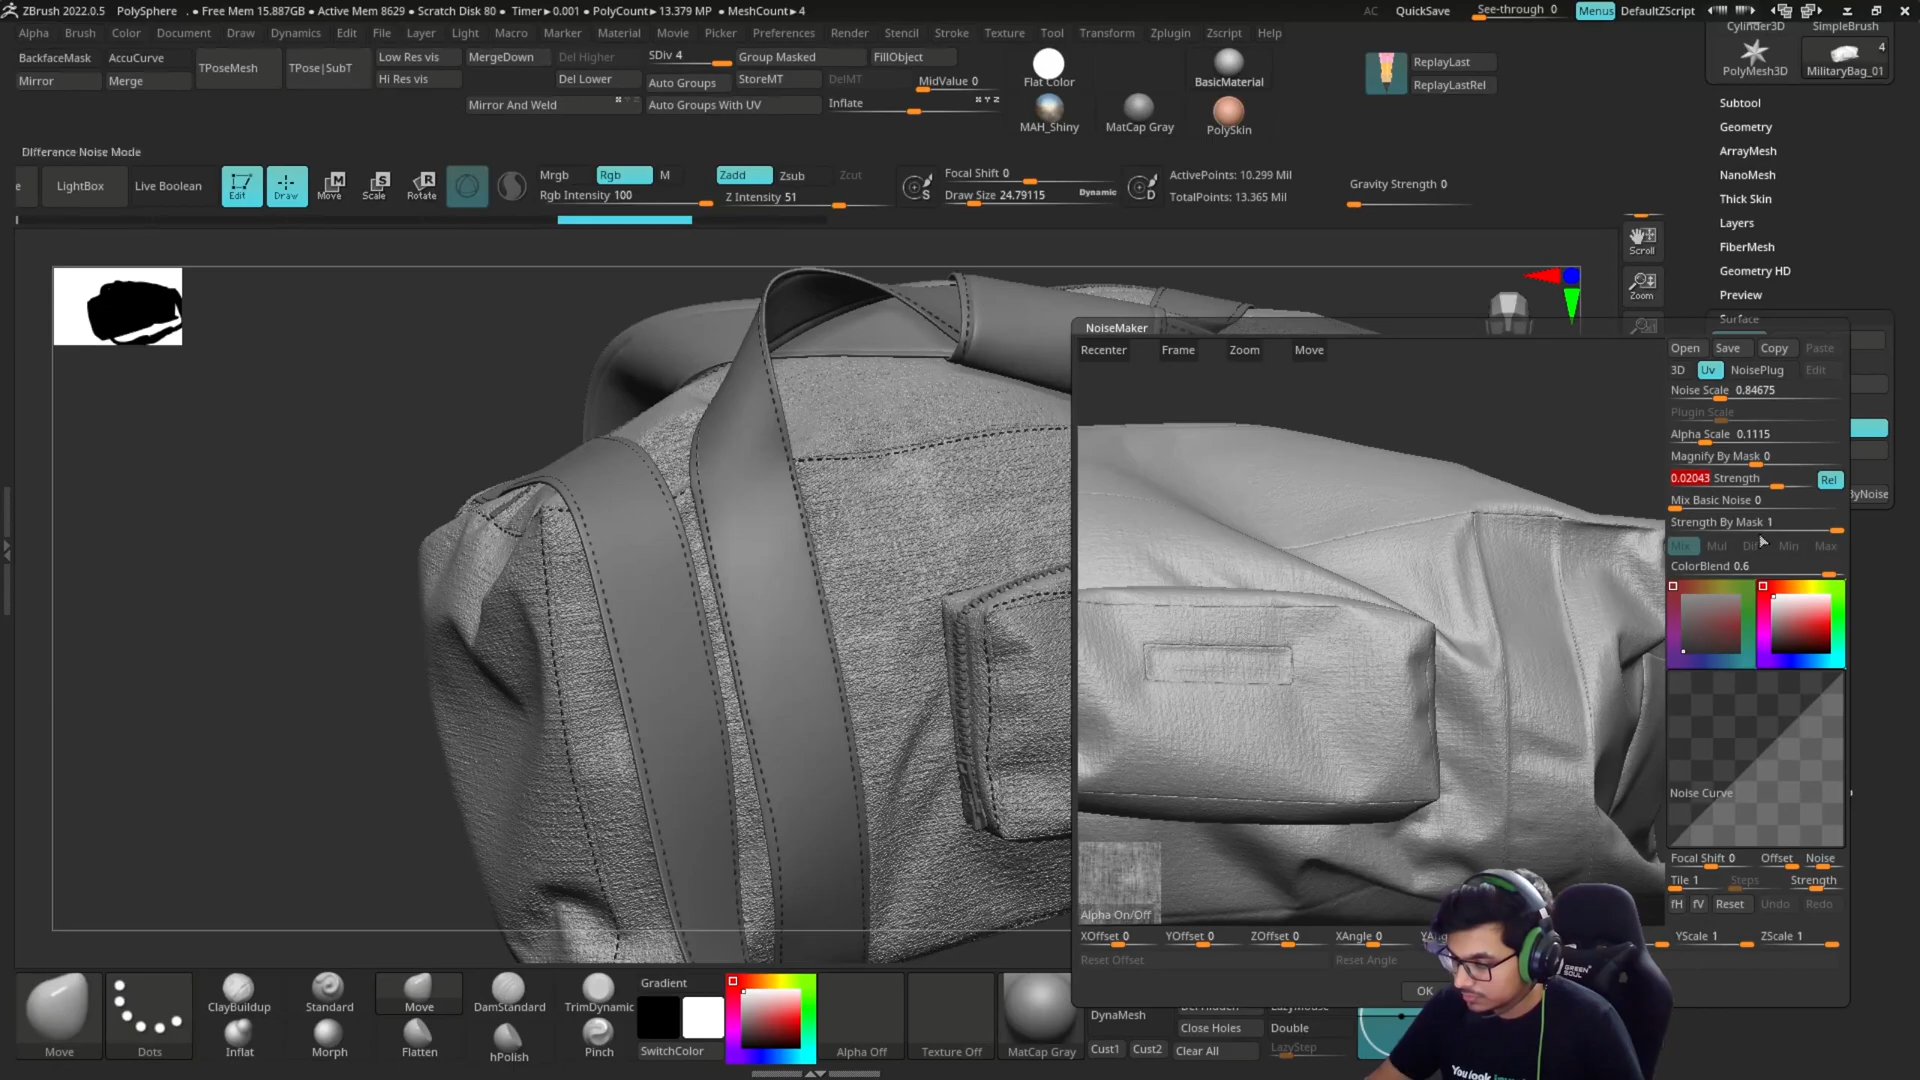 ZBrush 2022.0.5 PolySphere . • Free Mem 15.887GB • Active Mem 8629 • Scratch Disk 80 • Timer▸0.001 • PolyCount▸13.379 MP • MeshCount▸4 AC QuickSave See-through 0 Menus DefaultZScript
Alpha Brush Color Document Draw Dynamics Edit File Layer Light Macro Marker Material Movie Picker Preferences Render Stencil Stroke Texture Tool Transform Zplugin Zscript Help
BackfaceMask AccuCurve TPoseMesh TPose|SubT Low Res vis MergeDown Del Higher SDiv 4 Group Masked FillObject
Mirror Merge Hi Res vis Del Lower Auto Groups StoreMT DelMT MidValue 0
Mirror And Weld Auto Groups With UV Inflate
Flat Color BasicMaterial
MAH_Shiny MatCap Gray PolySkin
ReplayLast
ReplayLastRel
Cylinder3D SimpleBrush
PolyMesh3D MilitaryBag_01
4
Difference Noise Mode
e LightBox Live Boolean Edit Draw Move Scale Rotate
M S R
Mrgb Rgb M Zadd Zsub Zcut
Rgb Intensity 100 Z Intensity 51
S Focal Shift 0
Draw Size 24.79115 Dynamic D
ActivePoints: 10.299 Mil
TotalPoints: 13.365 Mil
Gravity Strength 0
Scroll
Zoom
Subtool
Geometry
ArrayMesh
NanoMesh
Thick Skin
Layers
FiberMesh
Geometry HD
Preview
Surface
NoiseMaker
Recenter Frame Zoom Move
Open Save Copy Paste
3D Uv NoisePlug Edit
Noise Scale 0.84675
Plugin Scale
Alpha Scale 0.1115
Magnify By Mask 0
0.02043 Strength Rel
Mix Basic Noise 0
ByNoise
Strength By Mask 1
Mix Mul Dif Min Max
ColorBlend 0.6
Noise Curve
Focal Shift 0 Offset Noise
Tile 1 Steps Strength
fH fV Reset Undo Redo
Alpha On/Off
XOffset 0 YOffset 0 ZOffset 0 XAngle 0 YScale 1 ZScale 1
Reset Offset Reset Angle
OK
GREEN SOUL
Move Dots ClayBuildup Standard Move DamStandard TrimDynamic
Inflat Morph Flatten hPolish Pinch
Gradient
SwitchColor
Alpha Off Texture Off MatCap Gray
DynaMesh
Close Holes Double
Cust1 Cust2 Clear All LazyStep
You look